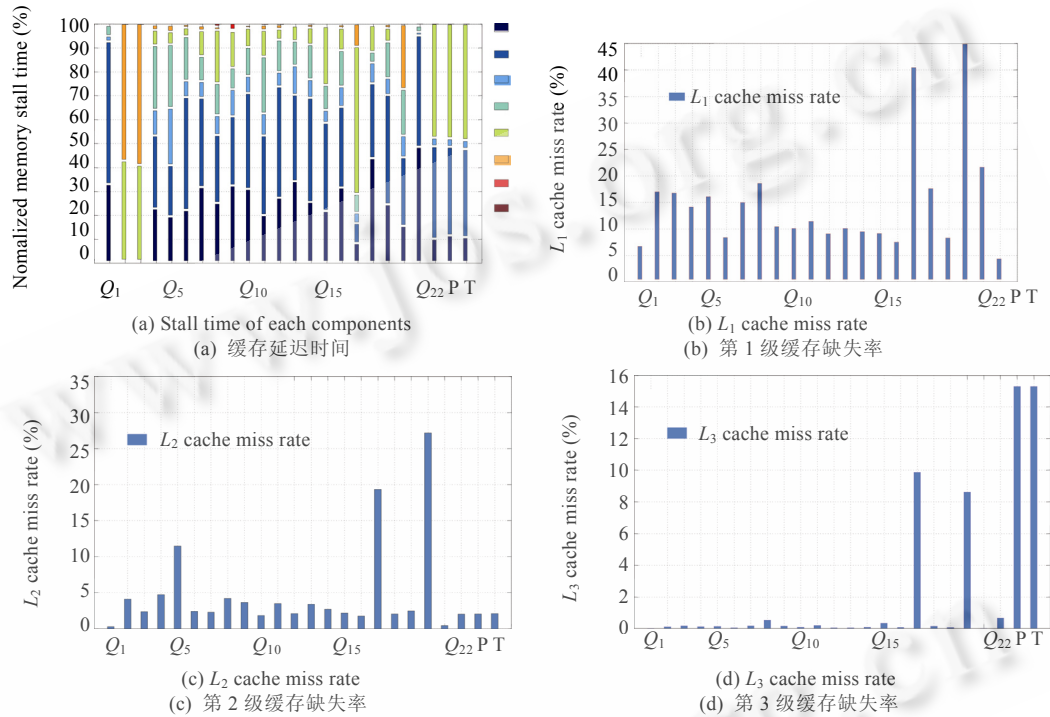 Nomalized memory stall time (%)
100
90
80
70
60
50
40
30
20
10
0
Q1 Q5 Q10 Q15 Q22 P T
(a) Stall time of each components
(a) 缓存延迟时间
L1 cache miss rate (%)
45
45
35
30
25
20
15
10
5
0
L1 cache miss rate
Q1 Q5 Q10 Q15 Q22 P T
(b) L1 cache miss rate
(b) 第 1 级缓存缺失率
L2 cache miss rate (%)
35
30
25
20
15
10
5
0
L2 cache miss rate
Q1 Q5 Q10 Q15 Q22 P T
(c) L2 cache miss rate
(c) 第 2 级缓存缺失率
L3 cache miss rate (%)
16
14
12
10
8
6
4
2
0
L3 cache miss rate
Q1 Q5 Q10 Q15 Q22 P T
(d) L3 cache miss rate
(d) 第 3 级缓存缺失率
www.jos.org.cn